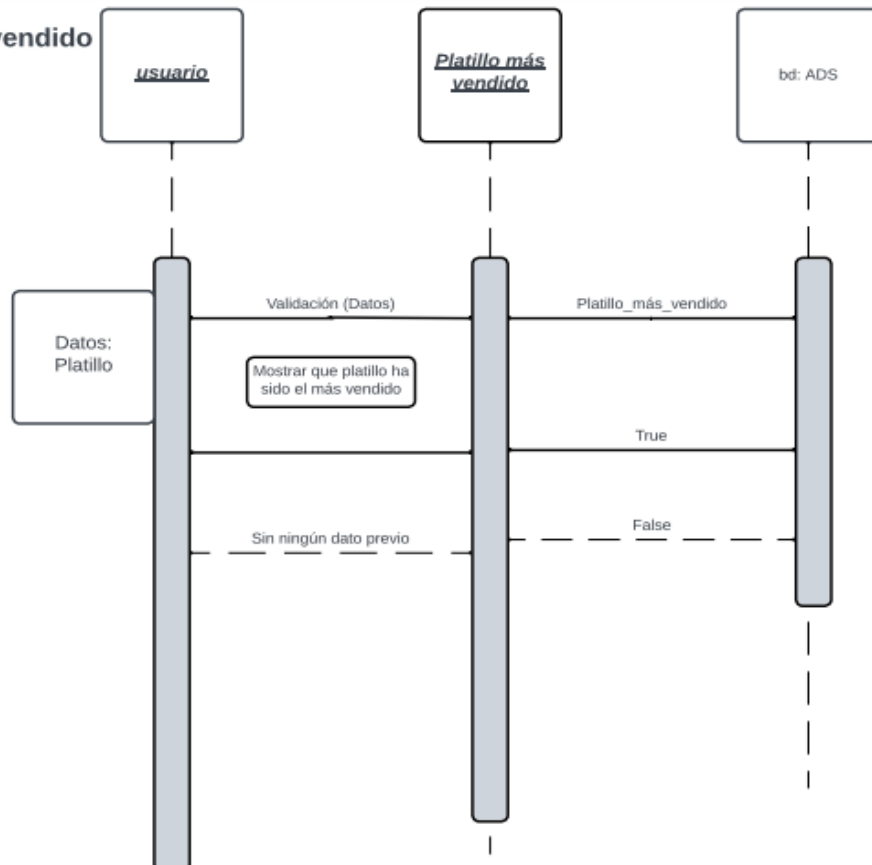 vendido
usuario
Platillo más
vendido
bd: ADS
Validación (Datos)
Platillo_más_vendido
Datos:
Platillo
Mostrar que platillo ha
sido el más vendido
True
False
Sin ningún dato previo